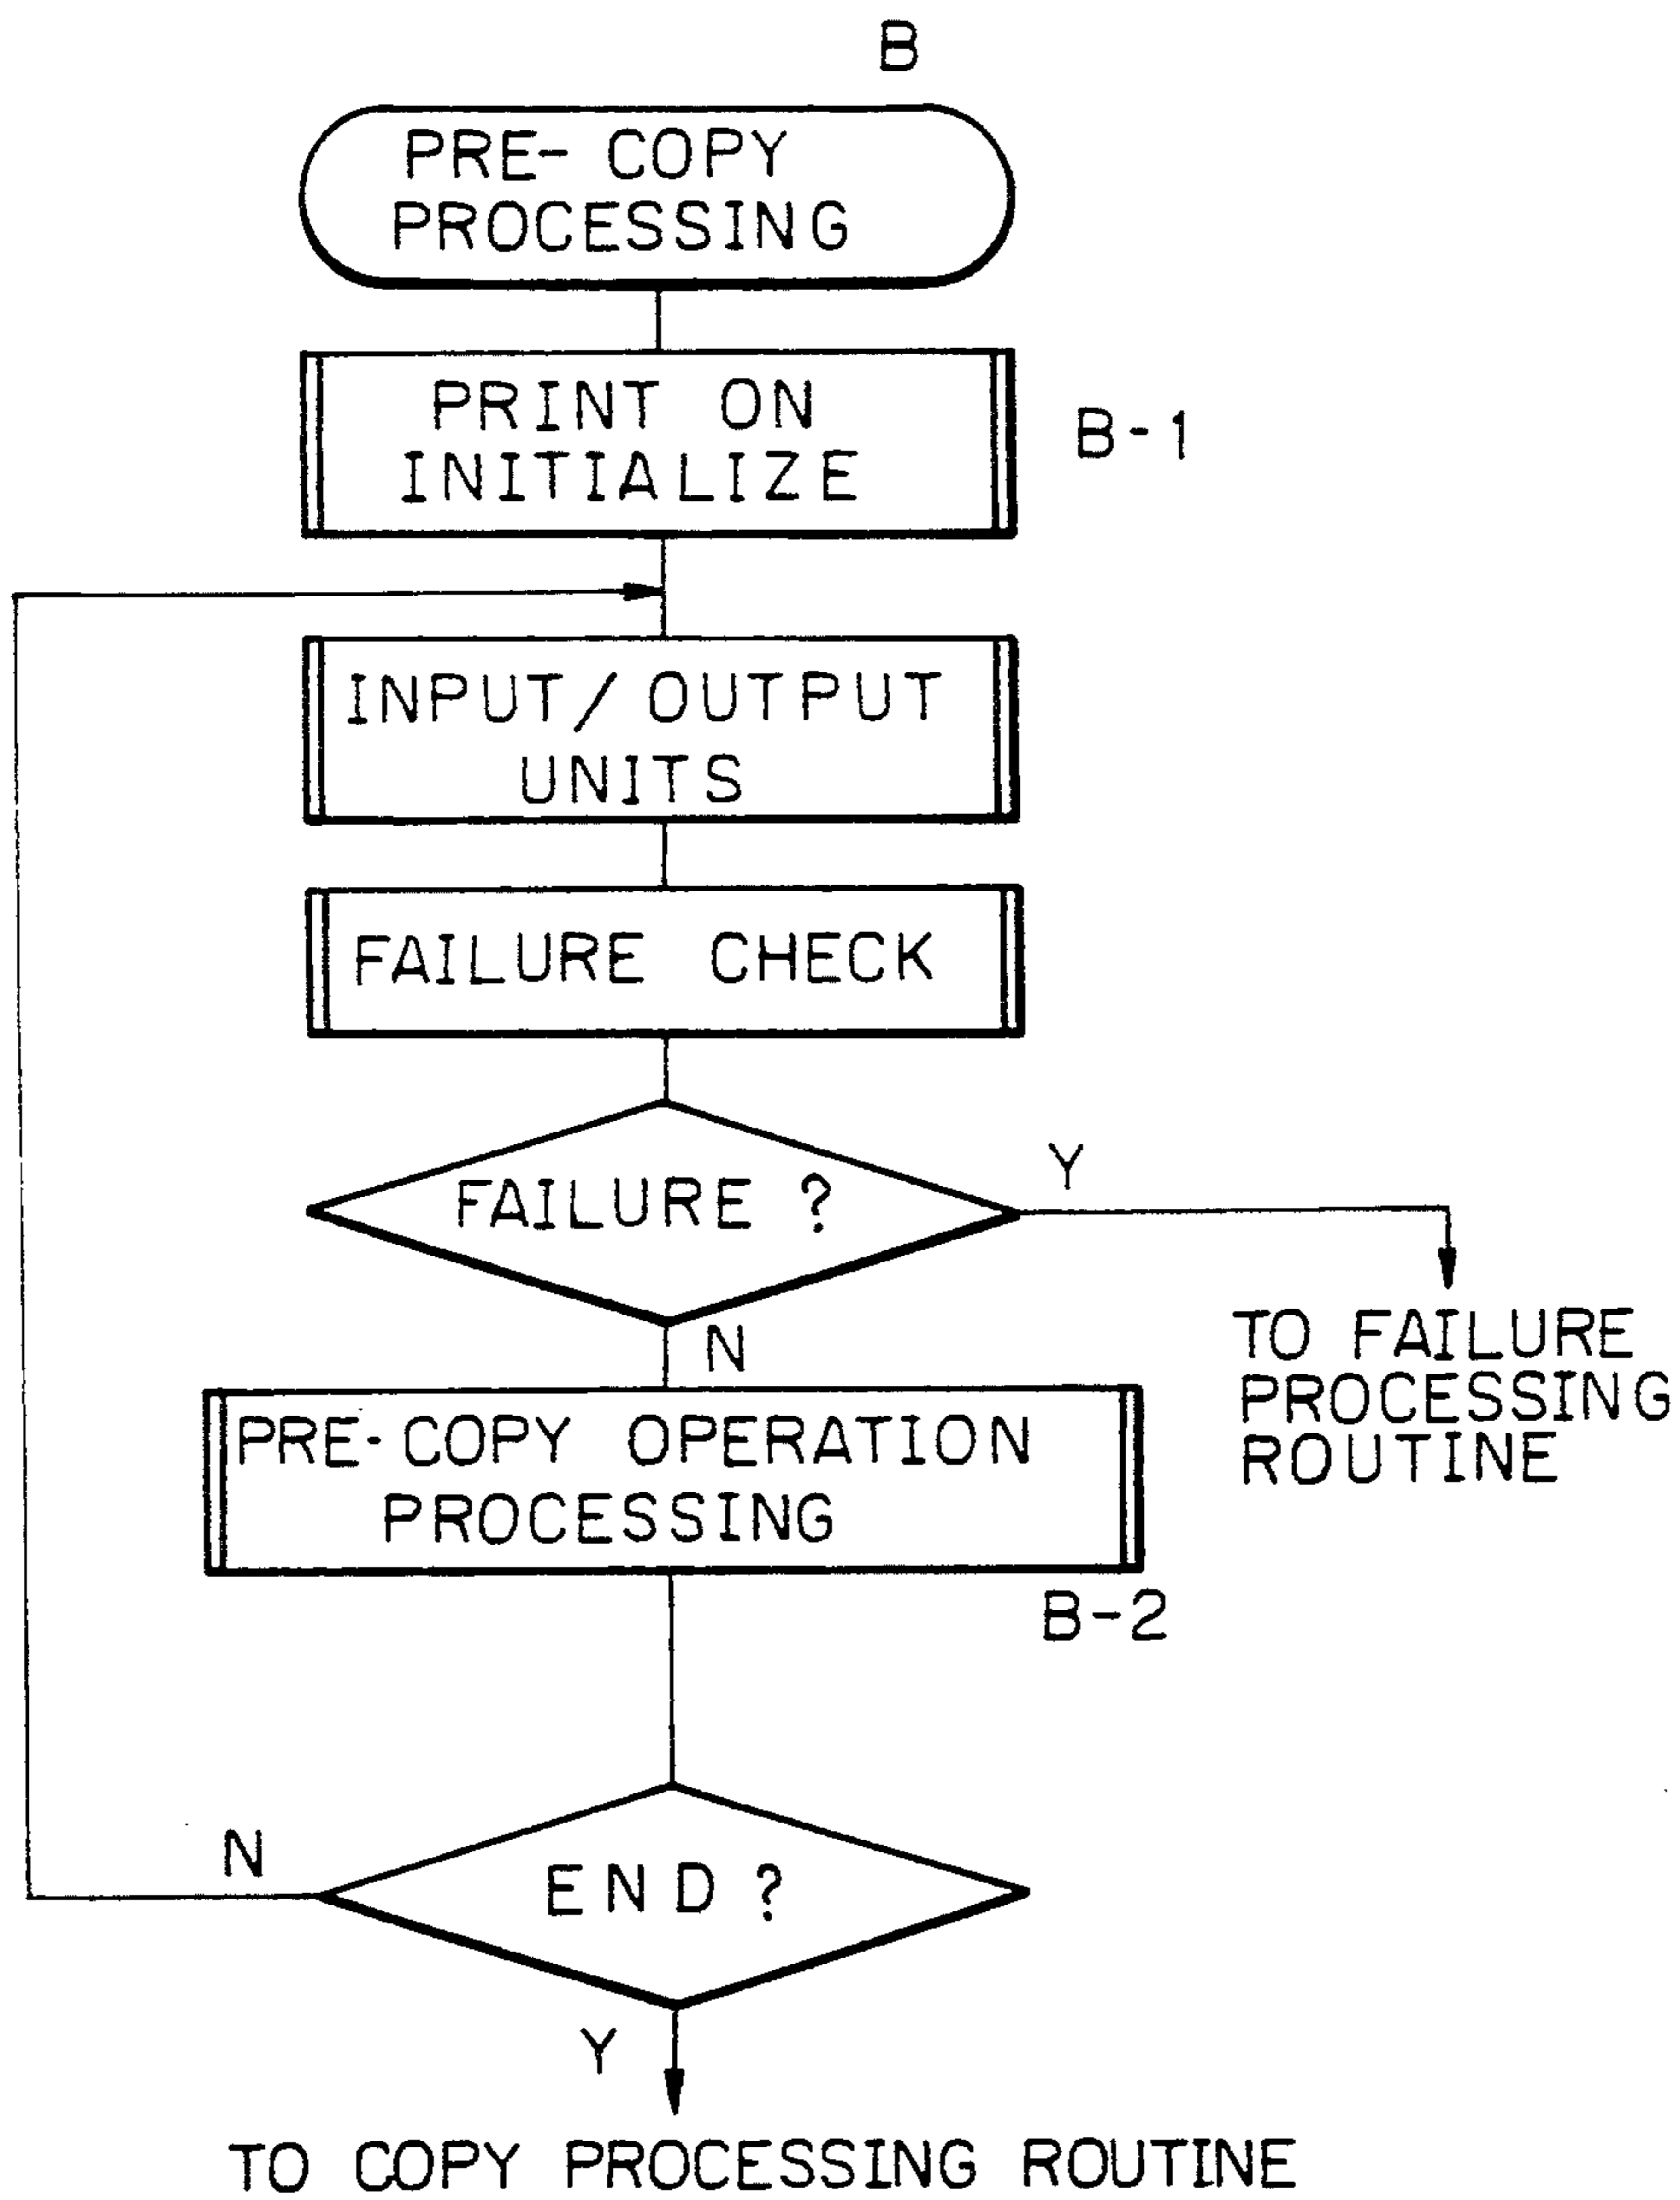 B
PRE- COPY
PROCESSING
PRINT ON
INITIALIZE
B-1
INPUT/OUTPUT
UNITS
FAILURE CHECK
FAILURE ?
Y
N
TO FAILURE
PROCESSING
ROUTINE
PRE-COPY OPERATION
PROCESSING
B-2
N
END ?
Y
TO COPY PROCESSING ROUTINE